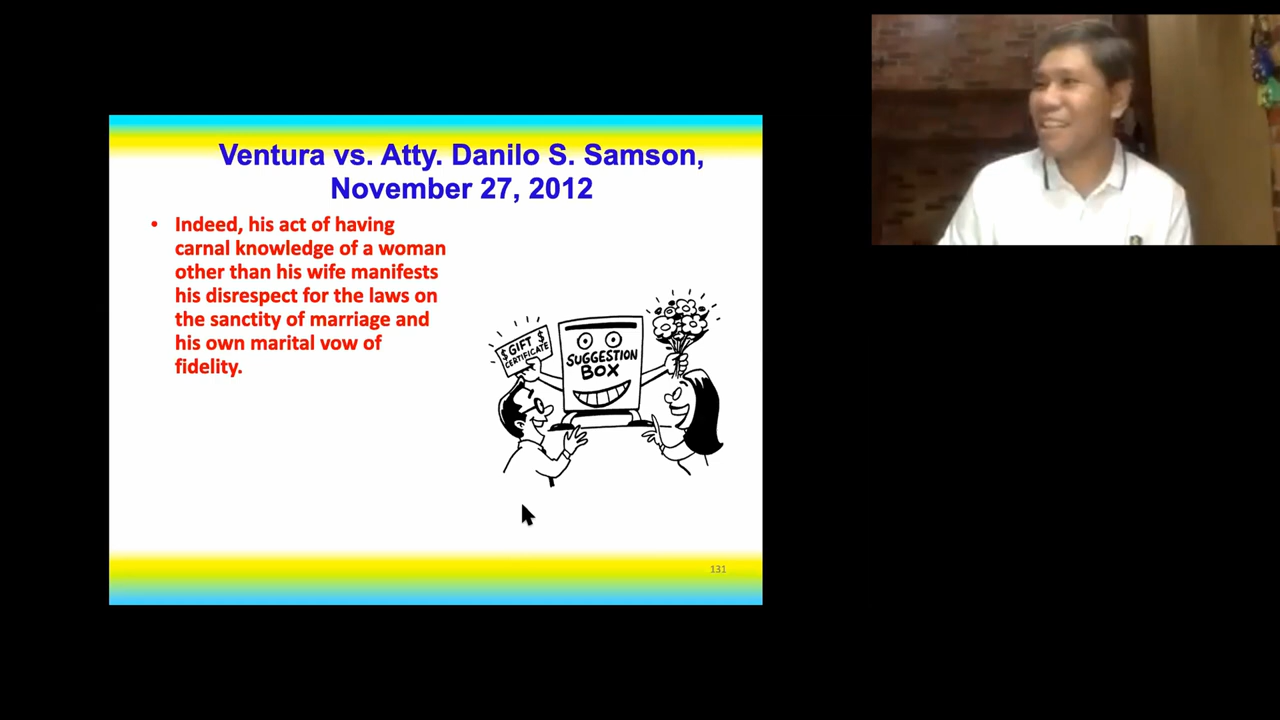 Ventura vs. Atty. Danilo S. Samson,
November 27, 2012
• Indeed, his act of having
carnal knowledge of a woman
other than his wife manifests
his disrespect for the laws on
the sanctity of marriage and
his own marital vow of
fidelity.
$ GIFT $
CERTIFICATE
SUGGESTION
BOX
131